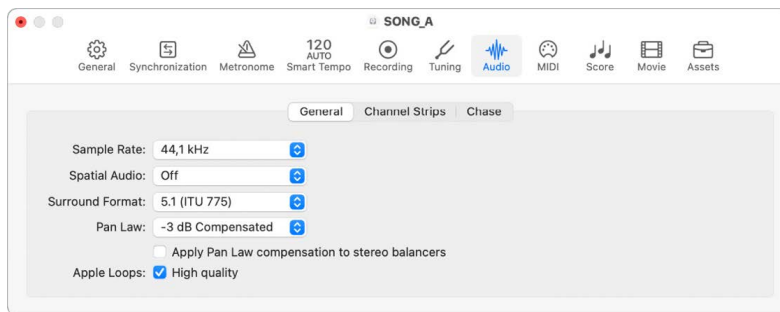 SONG_A
120
AUTO
General Synchronization Metronome Smart Tempo Recording Tuning Audio MIDI Score Movie Assets
General Channel Strips Chase
Sample Rate: 44,1 kHz
Spatial Audio: Off
Surround Format: 5.1 (ITU 775)
Pan Law: -3 dB Compensated
Apply Pan Law compensation to stereo balancers
Apple Loops: High quality